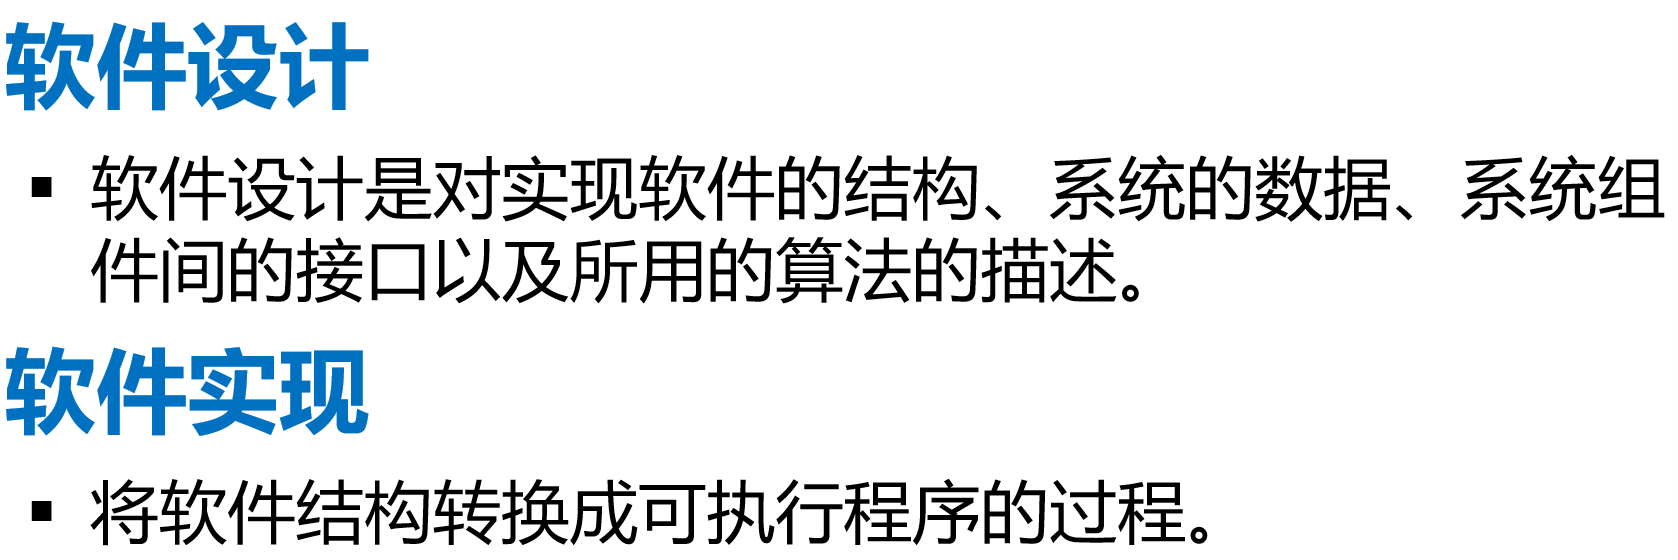 软件设计
▪ 软件设计是对实现软件的结构、系统的数据、系统组
件间的接口以及所用的算法的描述。
软件实现
▪ 将软件结构转换成可执行程序的过程。